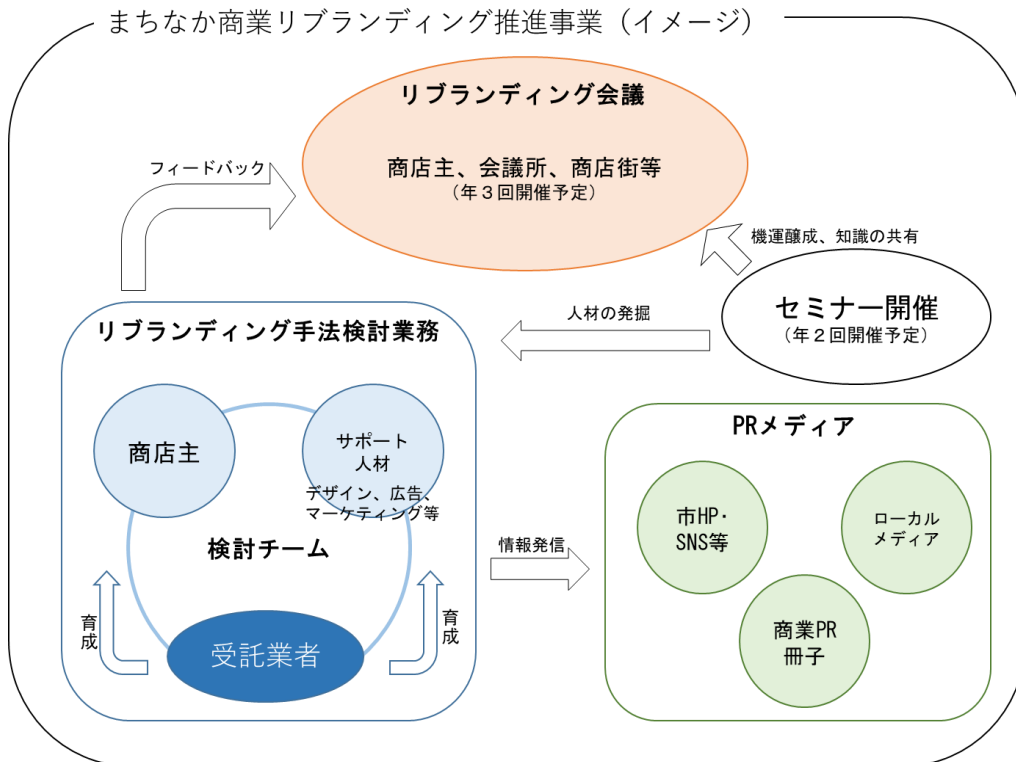 まちなか商業リブランディング推進事業（イメージ）
リブランディング会議
商店主、会議所、商店街等
（年３回開催予定）
フィードバック
機運醸成、知識の共有
セミナー開催
（年２回開催予定）
人材の発掘
リブランディング手法検討業務
商店主
サポート
人材
デザイン、広告、
マーケティング等
検討チーム
育成
育成
受託業者
情報発信
PRメディア
市HP・
SNS等
ローカル
メディア
商業PR
冊子